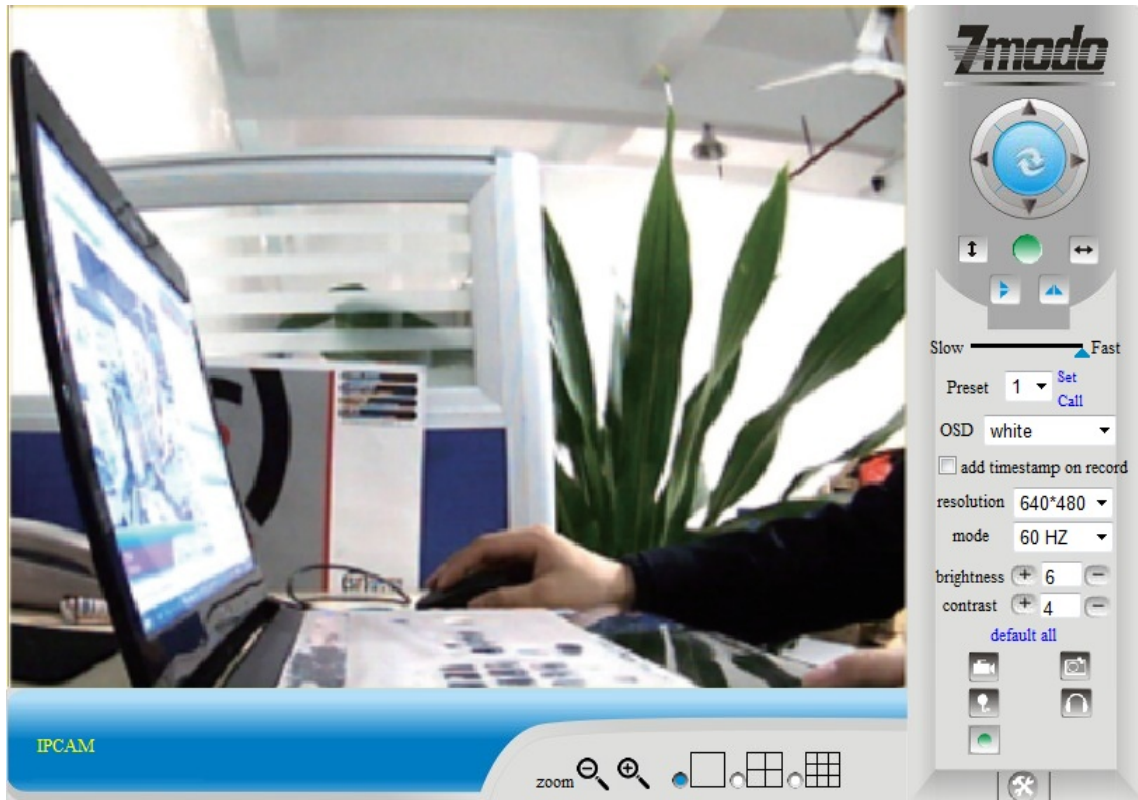 7modo
Slow Fast
Preset 1 Set
Call
OSD white
add timestamp on record
resolution 640*480
mode 60 HZ
brightness + 6 −
contrast + 4 −
default all
IPCAM
zoom